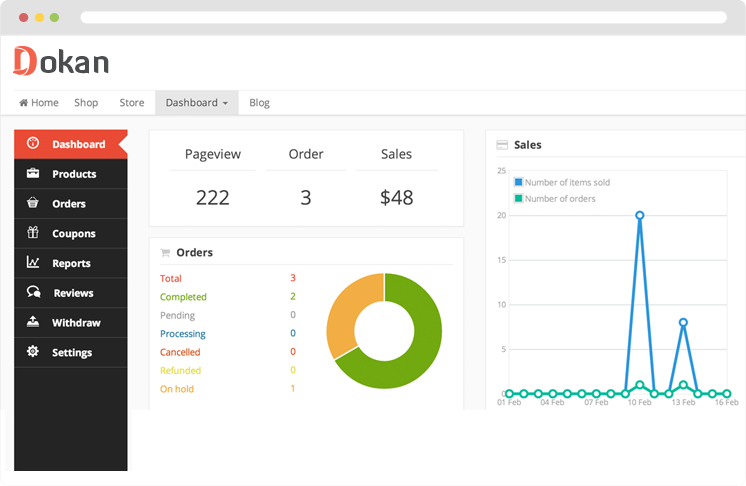 Dokan
Home Shop Store Dashboard Blog
Dashboard
Products
Orders
Coupons
Reports
Reviews
Withdraw
Settings
Pageview Order Sales
222 3 $48
Orders
Total 3
Completed 2
Pending 0
Processing 0
Cancelled 0
Refunded 0
On hold 1
Sales
25
Number of items sold
Number of orders
20
15
10
5
0
01 Feb 04 Feb 07 Feb 10 Feb 13 Feb 16 Feb